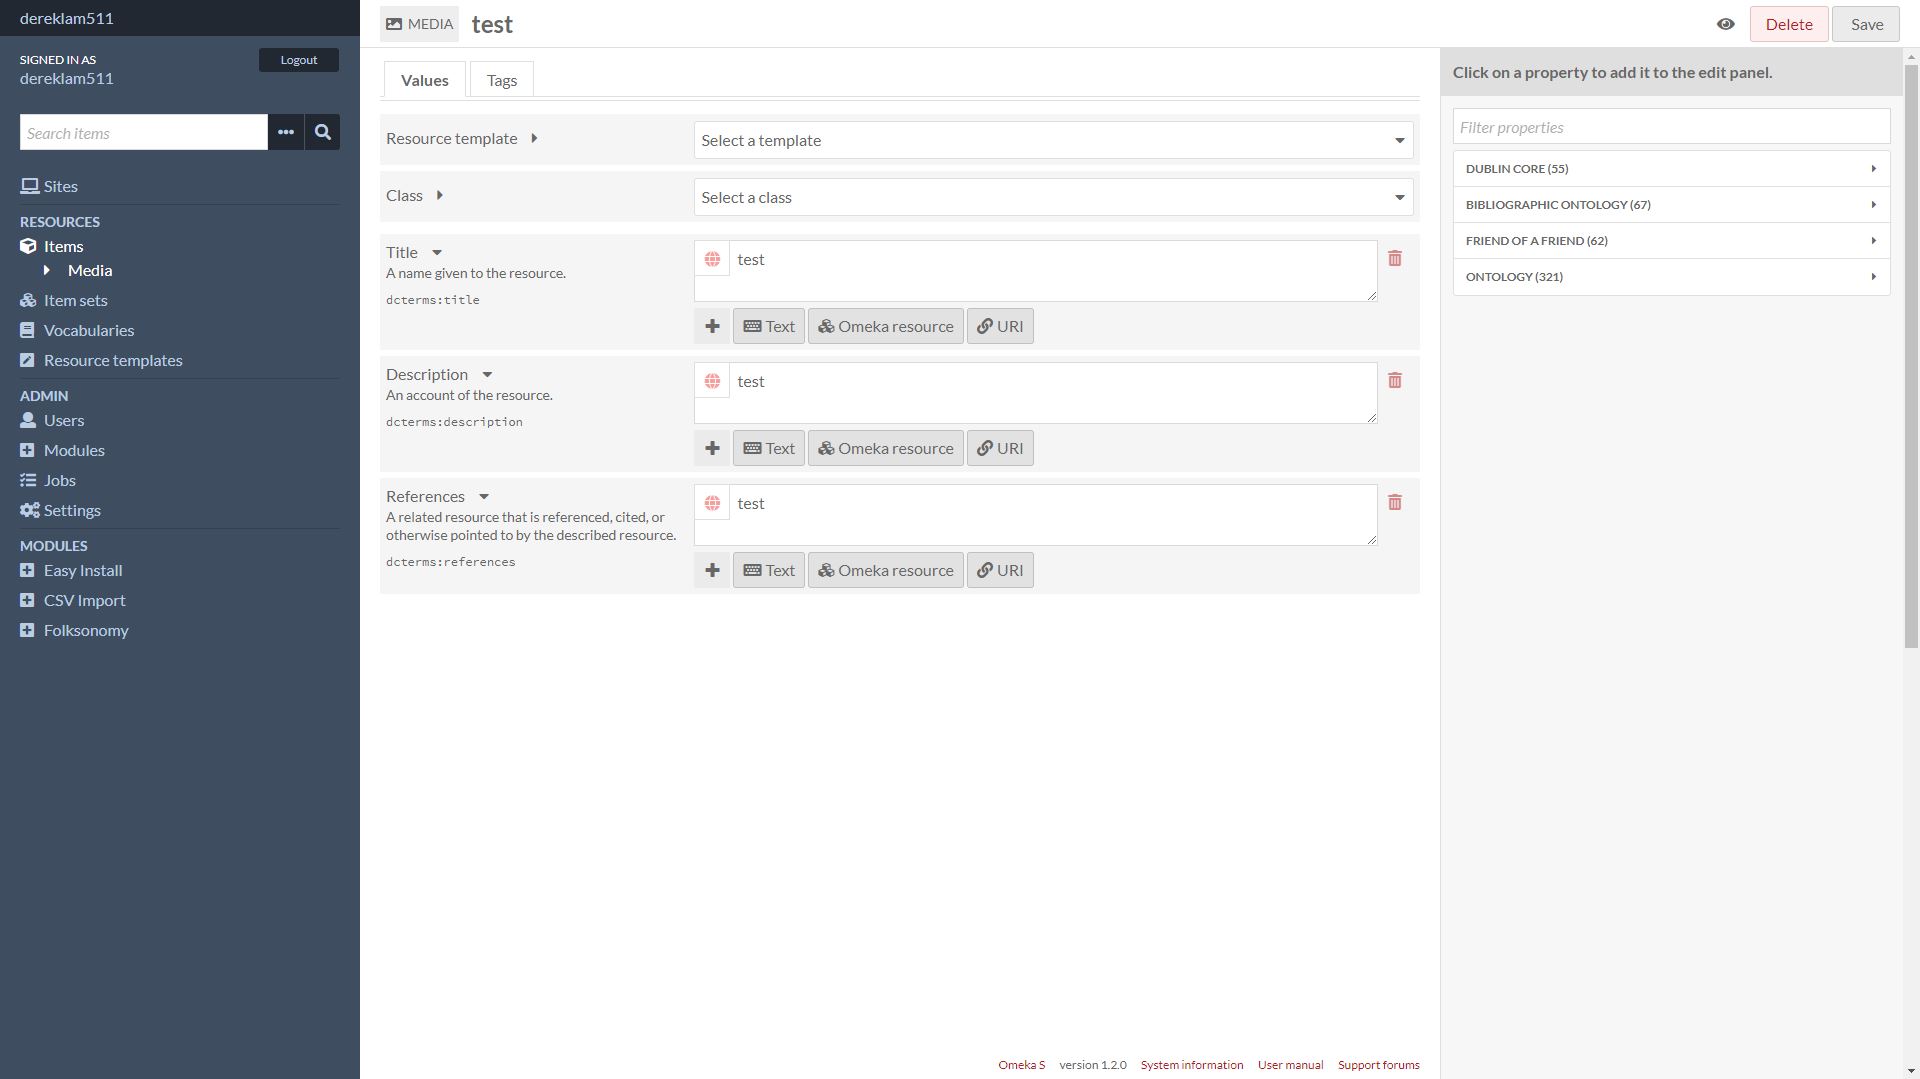 dereklam511
SIGNED IN AS
dereklam511
Logout
Search items
Sites
RESOURCES
Items
Media
Item sets
Vocabularies
Resource templates
ADMIN
Users
Modules
Jobs
Settings
MODULES
Easy Install
CSV Import
Folksonomy
MEDIA test
Delete
Save
Values
Tags
Resource template
Select a template
Class
Select a class
Title
A name given to the resource.
dcterms:title
test
Text
Omeka resource
URI
Description
An account of the resource.
dcterms:description
test
Text
Omeka resource
URI
References
A related resource that is referenced, cited, or
otherwise pointed to by the described resource.
dcterms:references
test
Text
Omeka resource
URI
Click on a property to add it to the edit panel.
Filter properties
DUBLIN CORE (55)
BIBLIOGRAPHIC ONTOLOGY (67)
FRIEND OF A FRIEND (62)
ONTOLOGY (321)
Omeka S version 1.2.0 System information User manual Support forums